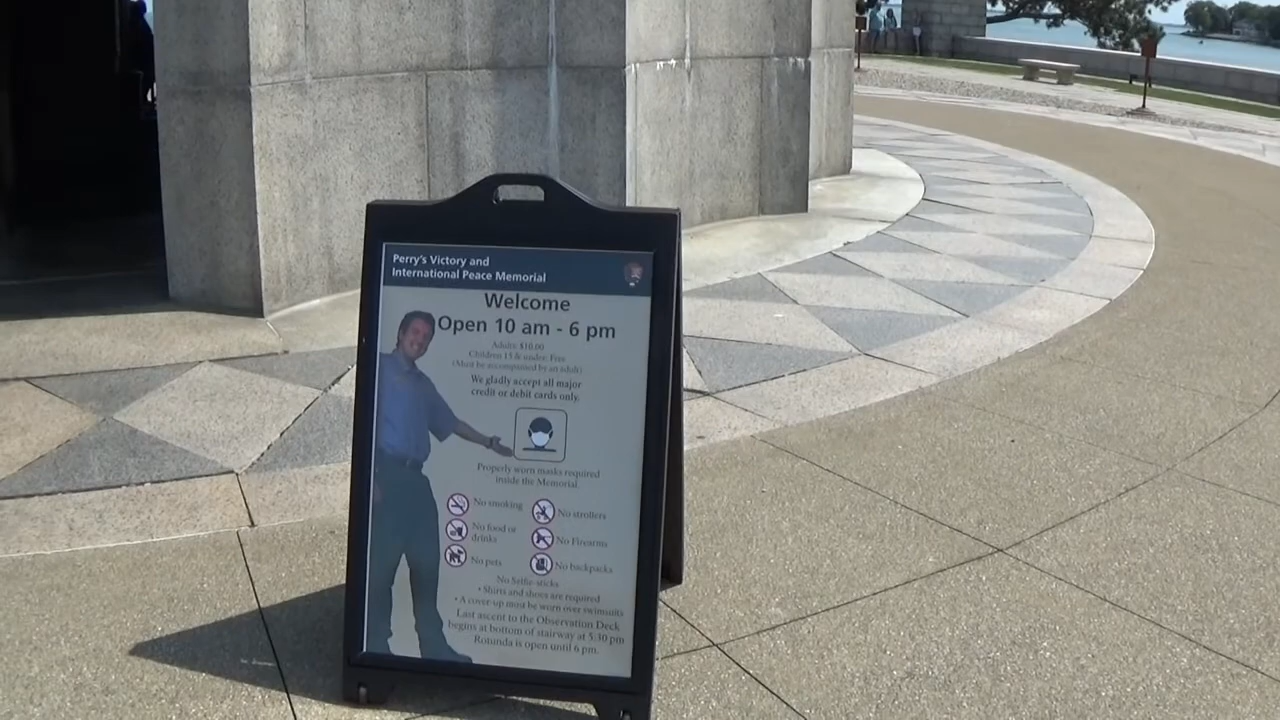 Perry's Victory and
International Peace Memorial
Welcome
Open 10 am - 6 pm
Adults: $10.00
Children 15 & under: Free
(Must be accompanied by an adult)
We gladly accept all major
credit or debit cards only.
Properly worn masks required
inside the Memorial
No smoking
No strollers
No food or
drinks
No Firearms
No pets
No backpacks
No Selfie-sticks
• Shirts and shoes are required
• A cover-up must be worn over swimsuits
Last ascent to the Observation Deck
begins at bottom of stairway at 5:30 pm
Rotunda is open until 6 pm.